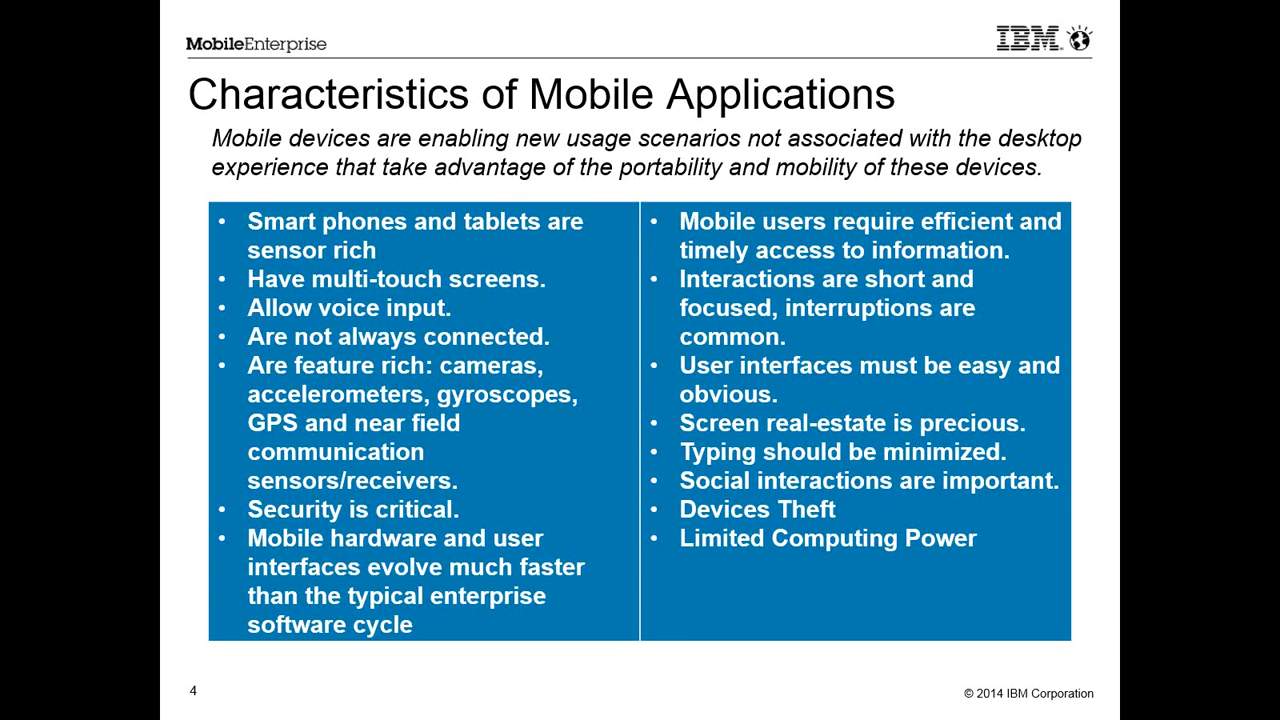 MobileEnterprise
IBM
Characteristics of Mobile Applications
Mobile devices are enabling new usage scenarios not associated with the desktop
experience that take advantage of the portability and mobility of these devices.
• Smart phones and tablets are
sensor rich
• Have multi-touch screens.
• Allow voice input.
• Are not always connected.
• Are feature rich: cameras,
accelerometers, gyroscopes,
GPS and near field
communication
sensors/receivers.
• Security is critical.
• Mobile hardware and user
interfaces evolve much faster
than the typical enterprise
software cycle
• Mobile users require efficient and
timely access to information.
• Interactions are short and
focused, interruptions are
common.
• User interfaces must be easy and
obvious.
• Screen real-estate is precious.
• Typing should be minimized.
• Social interactions are important.
• Devices Theft
• Limited Computing Power
4
© 2014 IBM Corporation